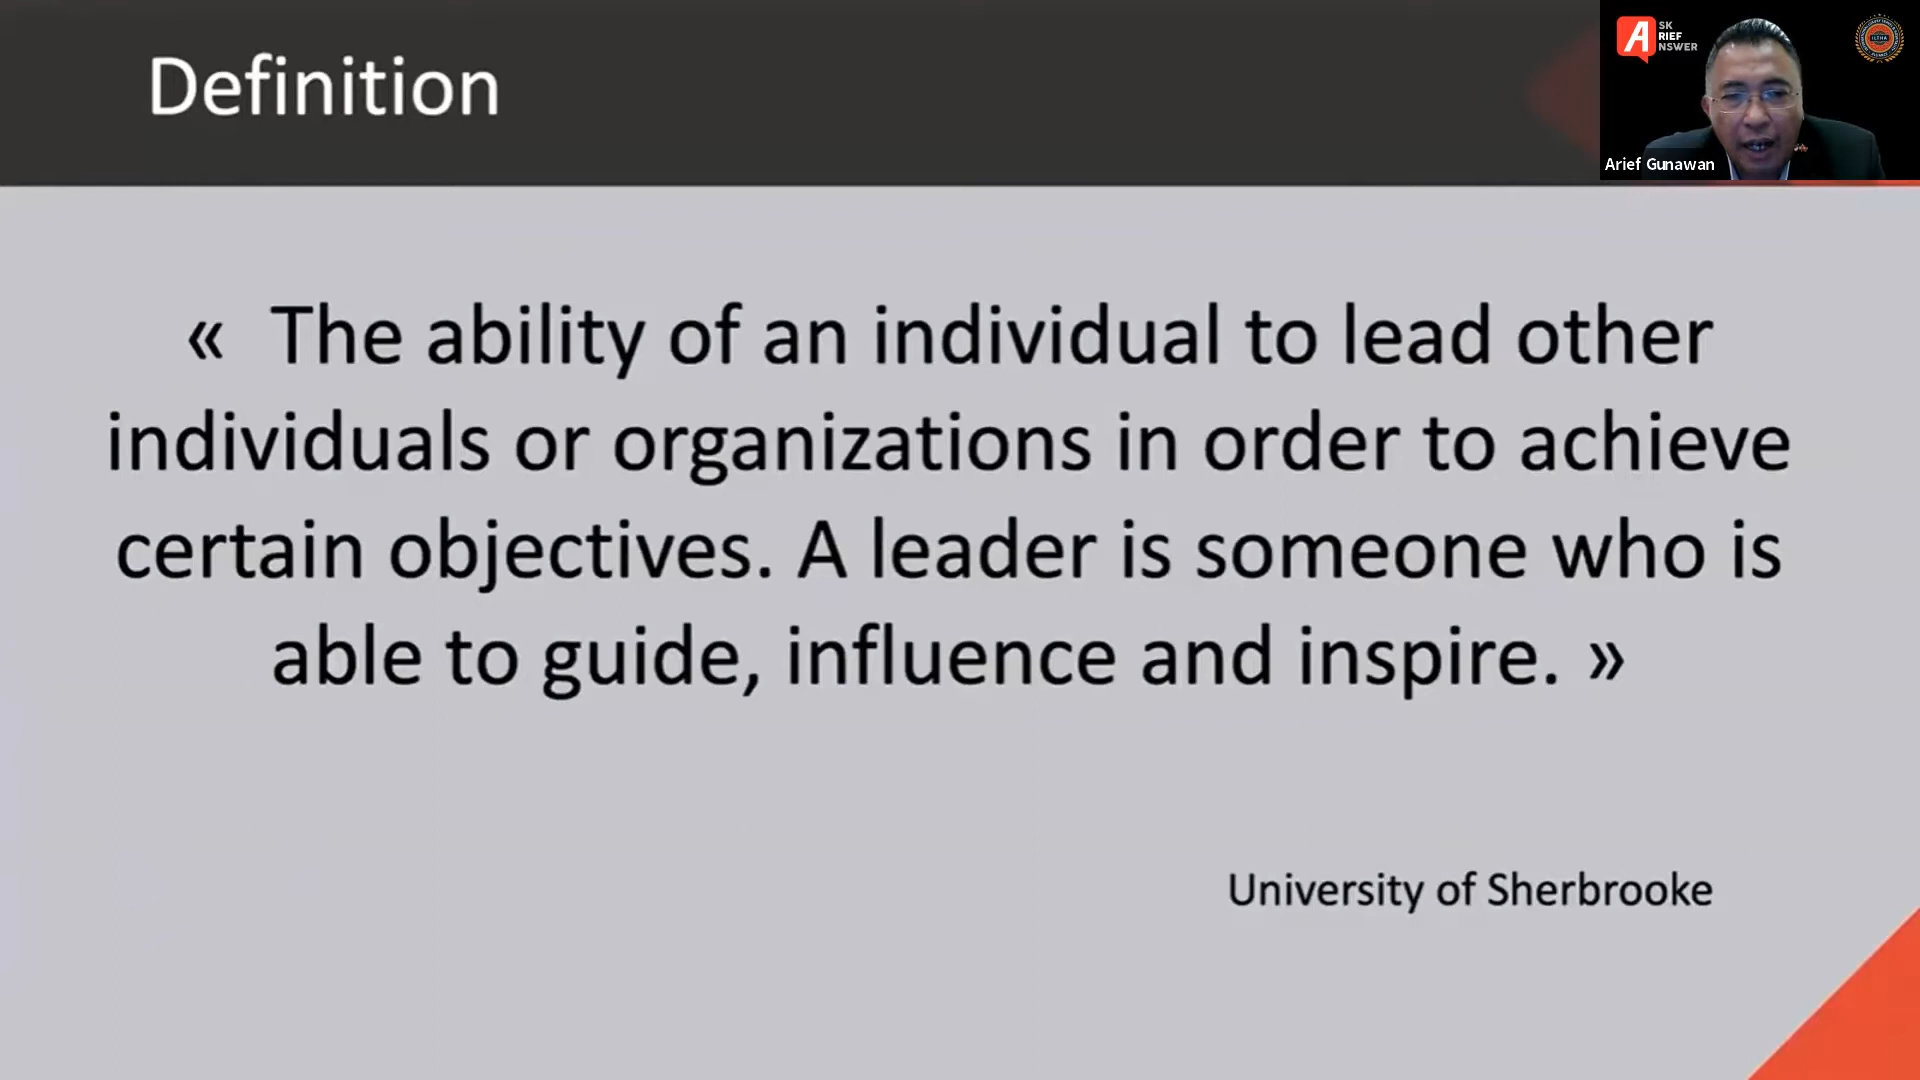 Definition
A
SK
RIEF
NSWER
ILTHA
Arief Gunawan
« The ability of an individual to lead other
individuals or organizations in order to achieve
certain objectives. A leader is someone who is
able to guide, influence and inspire. »
University of Sherbrooke